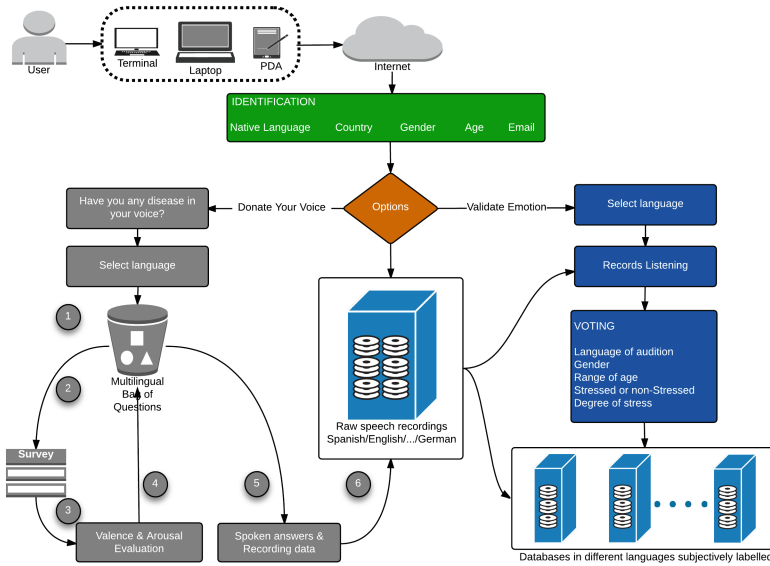 User
Terminal
Laptop
PDA
Internet
IDENTIFICATION
Native Language Country Gender Age Email
Have you any disease in
your voice?
Donate Your Voice
Options
Validate Emotion
Select language
Select language
Records Listening
1
2
3
4
5
6
Multilingual
Bag of
Questions
Survey
Valence & Arousal
Evaluation
Spoken answers &
Recording data
Raw speech recordings
Spanish/English/.../German
VOTING
Language of audition
Gender
Range of age
Stressed or non-Stressed
Degree of stress
Databases in different languages subjectively labelled